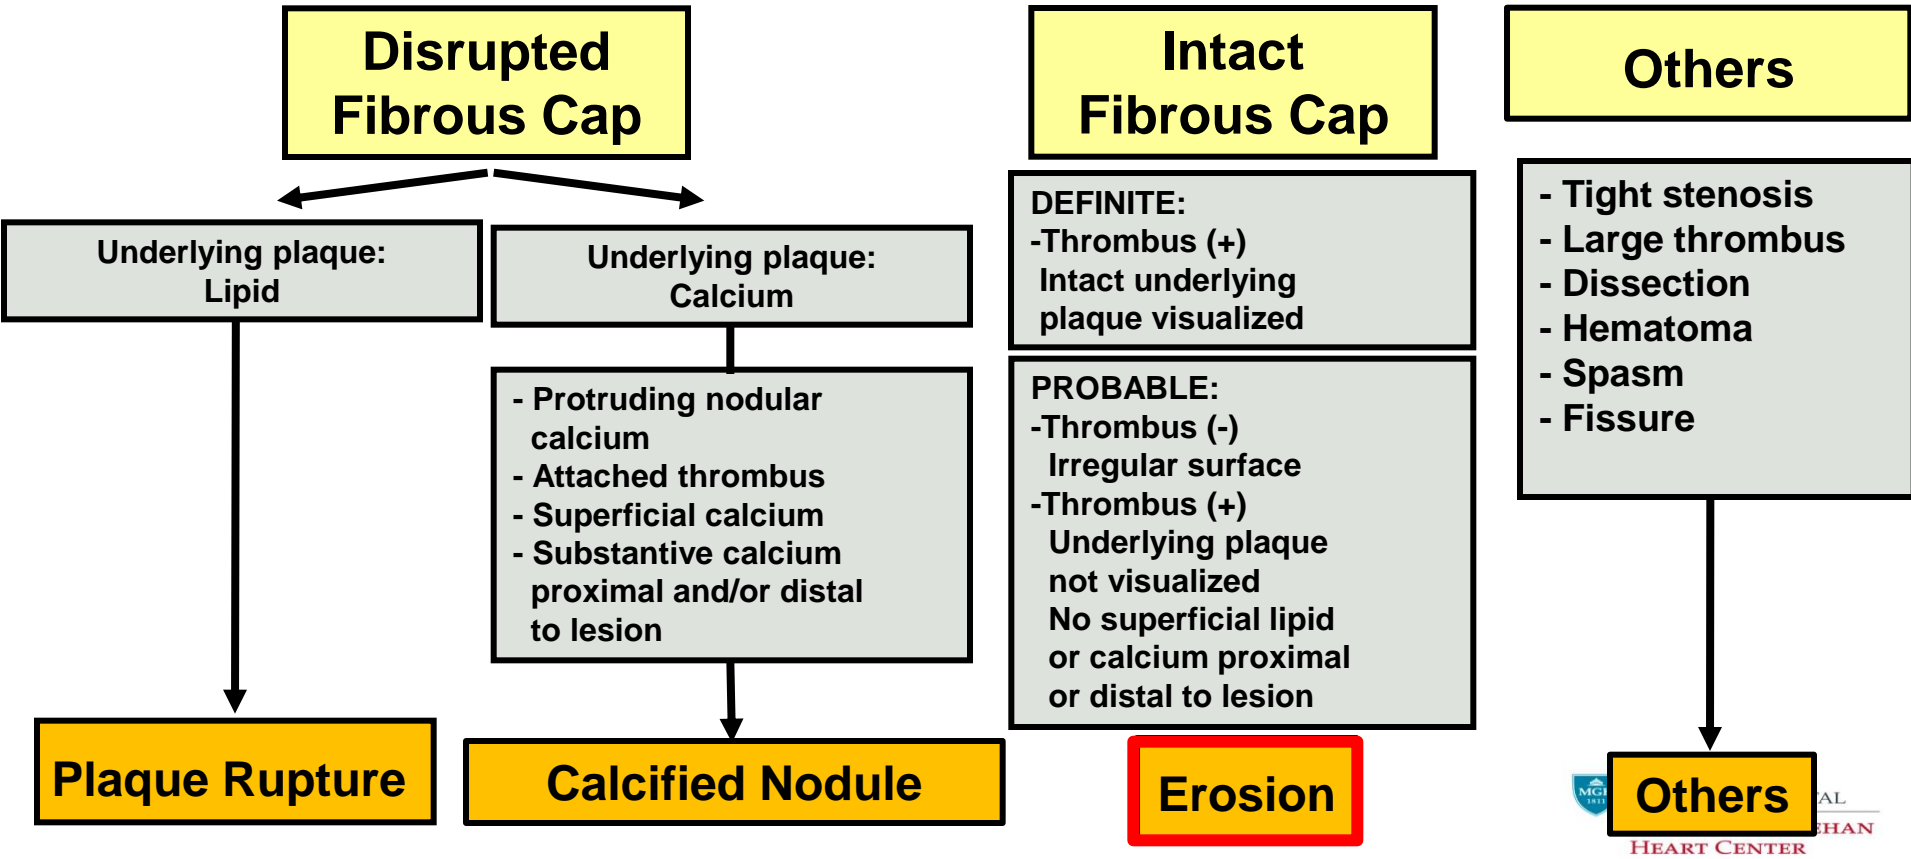 Disrupted
Fibrous Cap
Underlying plaque:
Lipid
Plaque Rupture
Underlying plaque:
Calcium
- Protruding nodular
calcium
- Attached thrombus
- Superficial calcium
- Substantive calcium
proximal and/or distal
to lesion
Calcified Nodule
Intact
Fibrous Cap
DEFINITE:
-Thrombus (+)
Intact underlying
plaque visualized
PROBABLE:
-Thrombus (-)
Irregular surface
-Thrombus (+)
Underlying plaque
not visualized
No superficial lipid
or calcium proximal
or distal to lesion
Erosion
Others
- Tight stenosis
- Large thrombus
- Dissection
- Hematoma
- Spasm
- Fissure
Others
1811
HEART CENTER